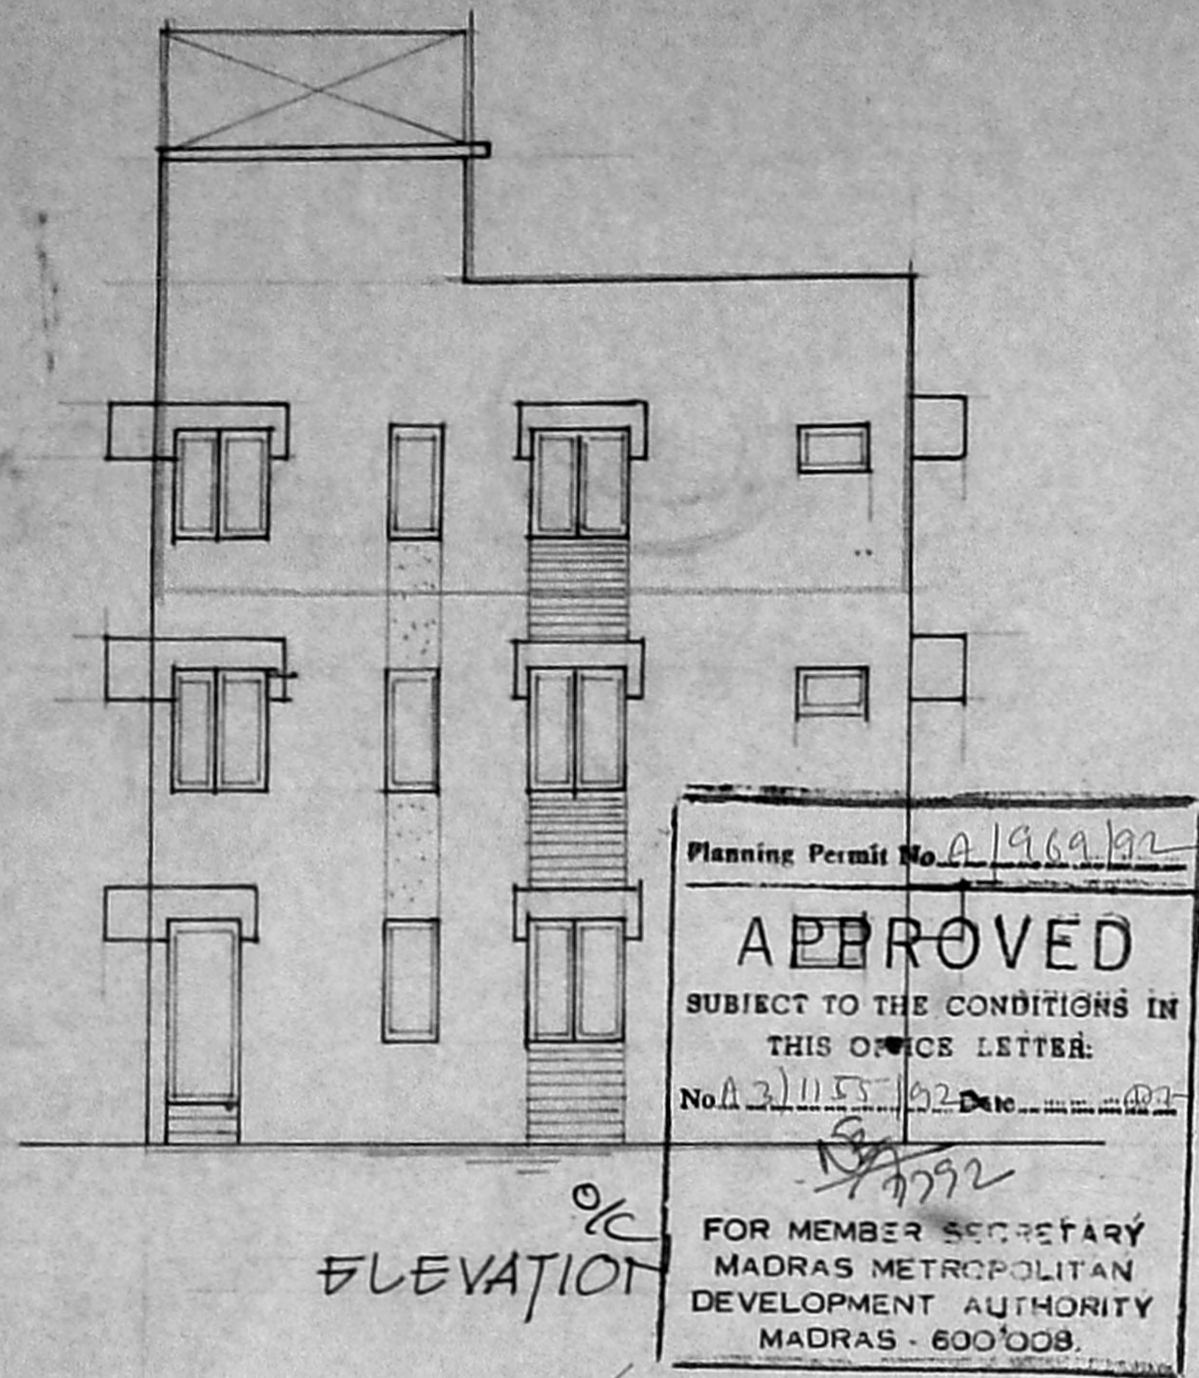 Planning Permit No A/969/92
APPROVED
SUBJECT TO THE CONDITIONS IN
THIS OFFICE LETTER:
No A3/1155/92 Date
O/C
ELEVATION
FOR MEMBER SECRETARY
MADRAS METROPOLITAN
DEVELOPMENT AUTHORITY
MADRAS - 600 008.